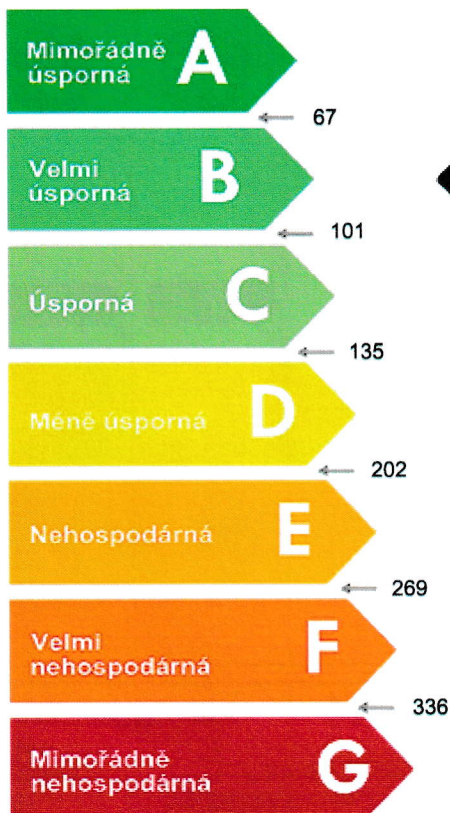 Mimořádně
úsporná
A
67
Velmi
úsporná
B
101
Úsporná
C
135
Méně úsporná
D
202
Nehospodárná
E
269
Velmi
nehospodárná
F
336
Mimořádně
nehospodárná
G